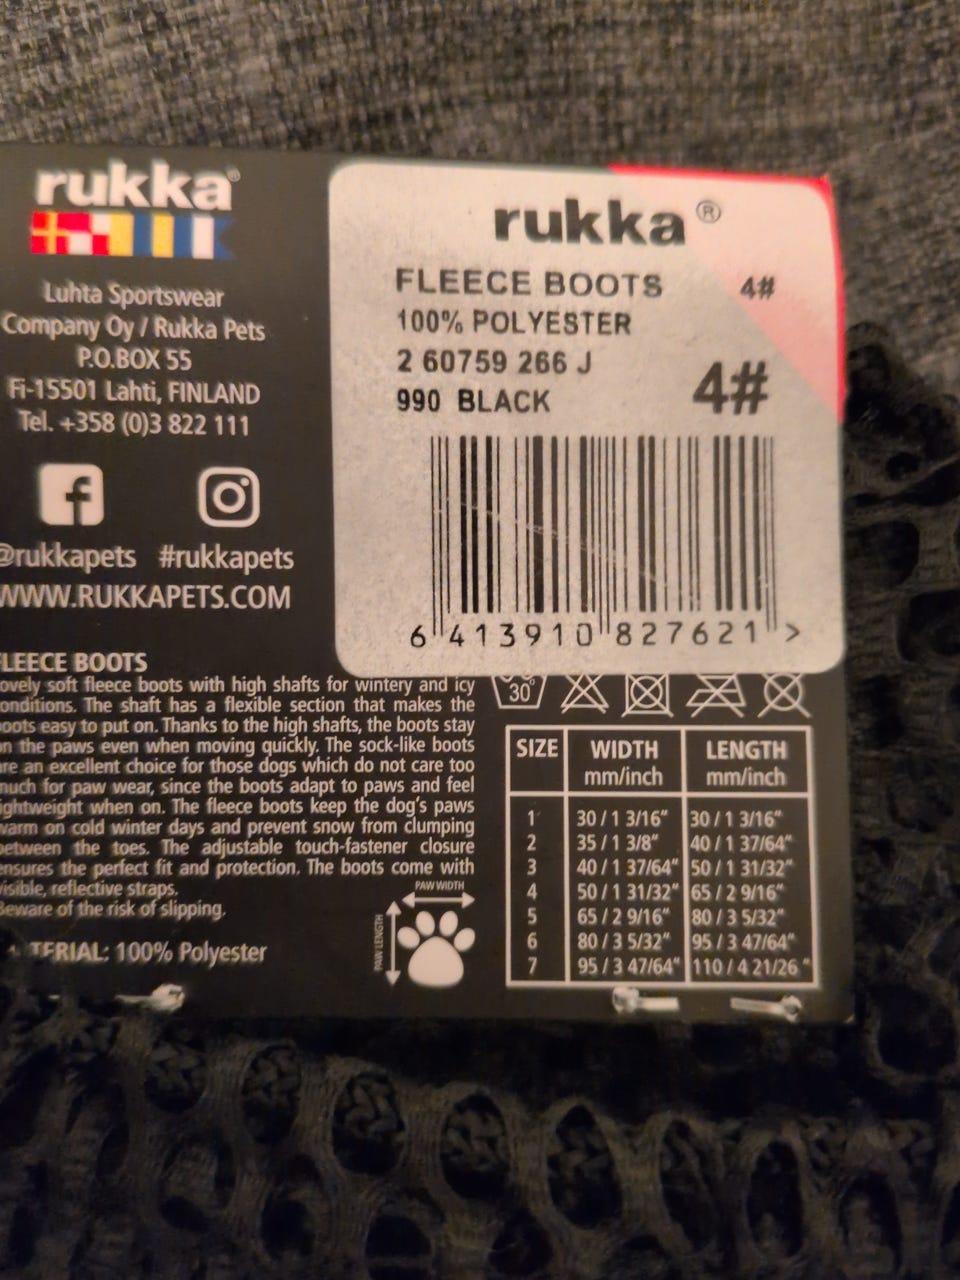 rukka®
Luhta Sportswear
Company Oy / Rukka Pets
P.O.BOX 55
Fi-15501 Lahti, FINLAND
Tel. +358 (0)3 822 111
@rukkapets #rukkapets
WWW.RUKKAPETS.COM
rukka®
FLEECE BOOTS 4#
100% POLYESTER
2 60759 266 J
990 BLACK 4#
6 413910 827621 >
FLEECE BOOTS
ovely soft fleece boots with high shafts for wintery and icy
onditions. The shaft has a flexible section that makes the
oots easy to put on. Thanks to the high shafts, the boots stay
on the paws even when moving quickly. The sock-like boots
are an excellent choice for those dogs which do not care too
much for paw wear, since the boots adapt to paws and feel
ightweight when on. The fleece boots keep the dog's paws
warm on cold winter days and prevent snow from clumping
between the toes. The adjustable touch-fastener closure
ensures the perfect fit and protection. The boots come with
visible, reflective straps.
Beware of the risk of slipping.
TERIAL: 100% Polyester
PAW WIDTH
PAW LENGTH
30°
SIZE WIDTH LENGTH
mm/inch mm/inch
1 30 / 1 3/16" 30 / 1 3/16"
2 35 / 1 3/8" 40 / 1 37/64"
3 40 / 1 37/64" 50 / 1 31/32"
4 50 / 1 31/32" 65 / 2 9/16"
5 65 / 2 9/16" 80 / 3 5/32"
6 80 / 3 5/32" 95 / 3 47/64"
7 95 / 3 47/64" 110 / 4 21/26"